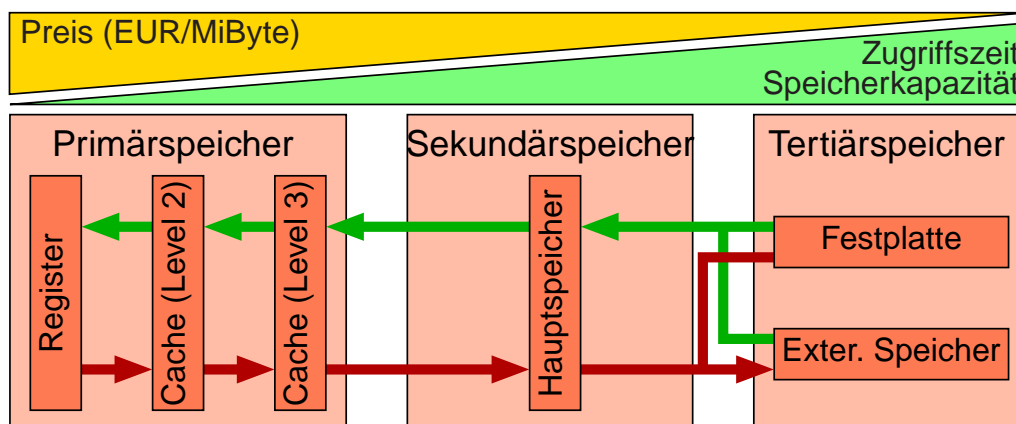 Preis (EUR/MiByte)
Zugriffszeit
Speicherkapazität
Primärspeicher
Sekundärspeicher
Tertiärspeicher
Register
Cache (Level 2)
Cache (Level 3)
Hauptspeicher
Festplatte
Exter. Speicher